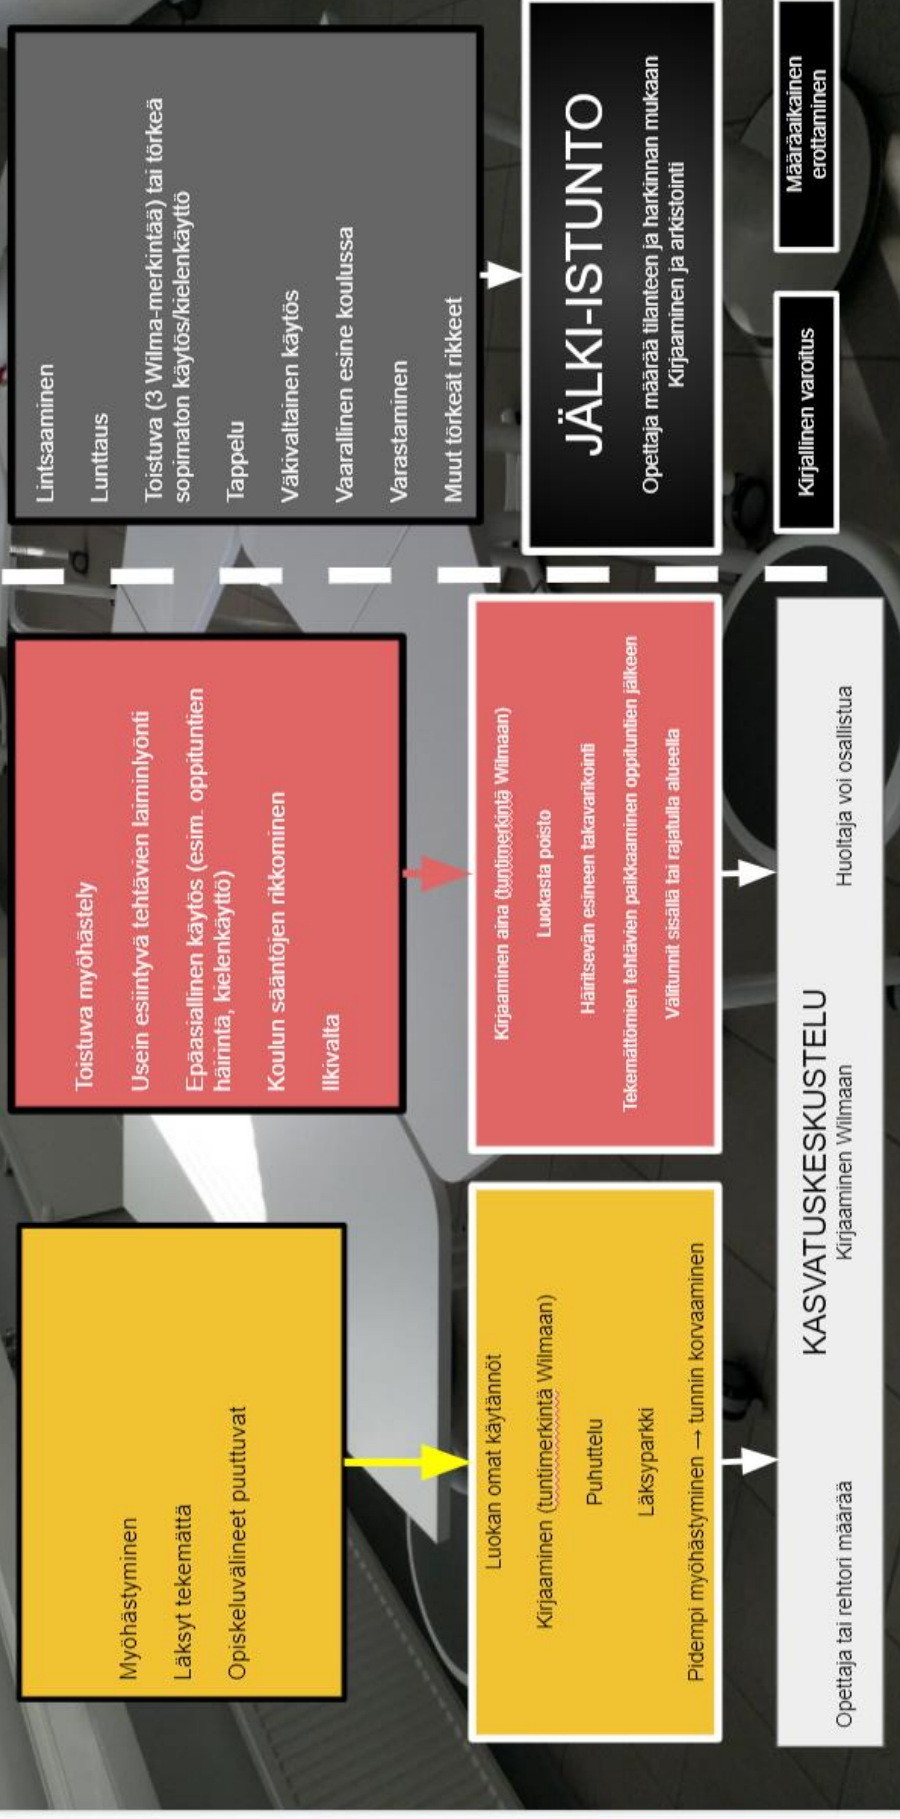 Myöhästyminen
Läksyt tekemättä
Opiskeluvälineet puuttuvat
Luokan omat käytännöt
Kirjaaminen (tuntimerkintä Wilmaan)
Puhuttelu
Läksyparkki
Pidempi myöhästyminen → tunnin korvaaminen
Toistuva myöhästely
Usein esiintyvä tehtävien laiminlyönti
Epäasiallinen käytös (esim. oppituntien
häirintä, kielenkäyttö)
Koulun sääntöjen rikkominen
Ilkivalta
Kirjaaminen aina (tuntimerkintä Wilmaan)
Luokasta poisto
Häiritsevän esineen takavarikointi
Tekemättömien tehtävien paikkaaminen oppituntien jälkeen
Välitunnit sisällä tai rajatulla alueella
KASVATUSKESKUSTELU
Opettaja tai rehtori määrää
Kirjaaminen Wilmaan
Huoltaja voi osallistua
Lintsaaminen
Lunttaus
Toistuva (3 Wilma-merkintää) tai törkeä
sopimaton käytös/kielenkäyttö
Tappelu
Väkivaltainen käytös
Vaarallinen esine koulussa
Varastaminen
Muut törkeät rikkeet
JÄLKI-ISTUNTO
Opettaja määrää tilanteen ja harkinnan mukaan
Kirjaaminen ja arkistointi
Kirjallinen varoitus
Määräaikainen
erottaminen